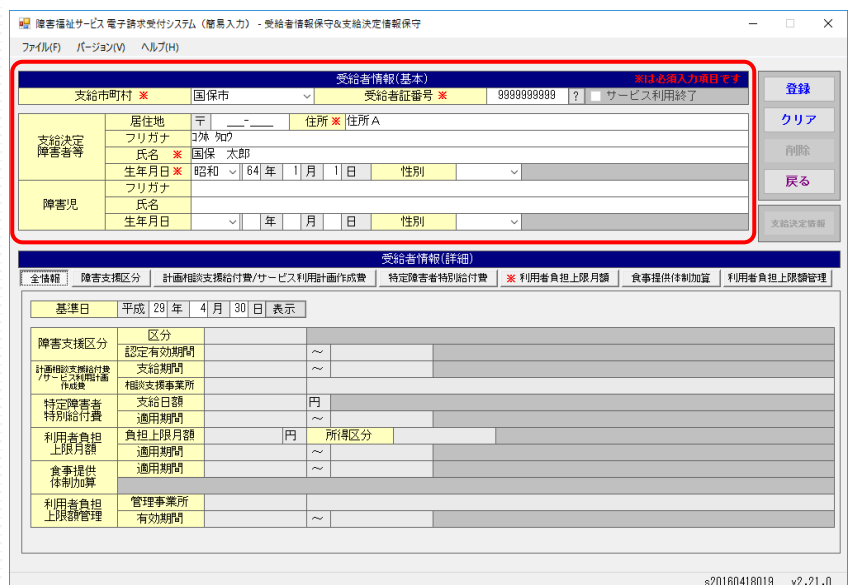 障害福祉サービス 電子請求受付システム（簡易入力） - 受給者情報保守&支給決定情報保守
ファイル(F) バージョン(V) ヘルプ(H)
受給者情報(基本) ※は必須入力項目です
支給市町村 ※ 国保市 受給者証番号 ※ 9999999999 ? サービス利用終了
登録
クリア
削除
戻る
支給決定情報
支給決定障害者等
居住地 〒 ___-____ 住所※ 住所A
フリガナ コクホ タロウ
氏名 ※ 国保 太郎
生年月日※ 昭和 64 年 1 月 1 日 性別
障害児
フリガナ
氏名
生年月日 年 月 日 性別
受給者情報(詳細)
全情報 障害支援区分 計画相談支援給付費/サービス利用計画作成費 特定障害者特別給付費 ※利用者負担上限月額 食事提供体制加算 利用者負担上限額管理
基準日 平成 29 年 4 月 30 日 表示
障害支援区分 区分
認定有効期間 ～
計画相談支援給付費
/サービス利用計画
作成費
支給期間 ～
相談支援事業所
特定障害者
特別給付費
支給日額 円
適用期間 ～
利用者負担
上限月額
負担上限月額 円 所得区分
適用期間 ～
食事提供
体制加算
適用期間 ～
利用者負担
上限額管理
管理事業所
有効期間 ～
s20160418019 v2.21.0